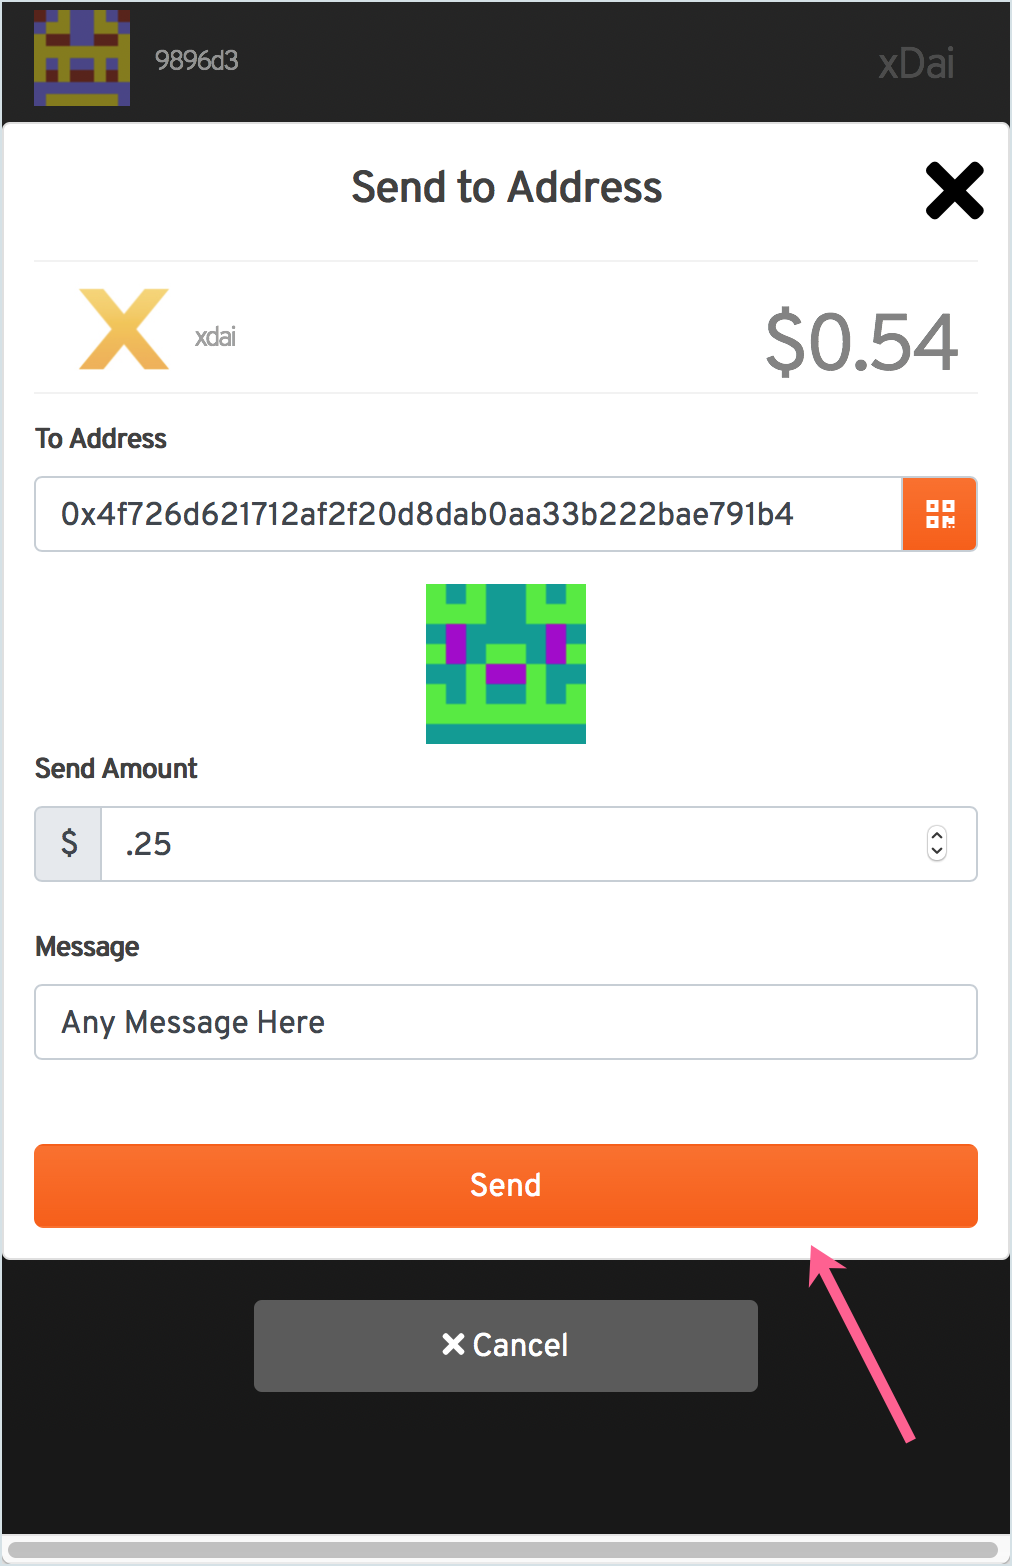 9896d3
xDai
Send to Address
xdai
$0.54
To Address
0x4f726d621712af2f20d8dab0aa33b222bae791b4
Send Amount
$ .25
Message
Any Message Here
Send
Cancel